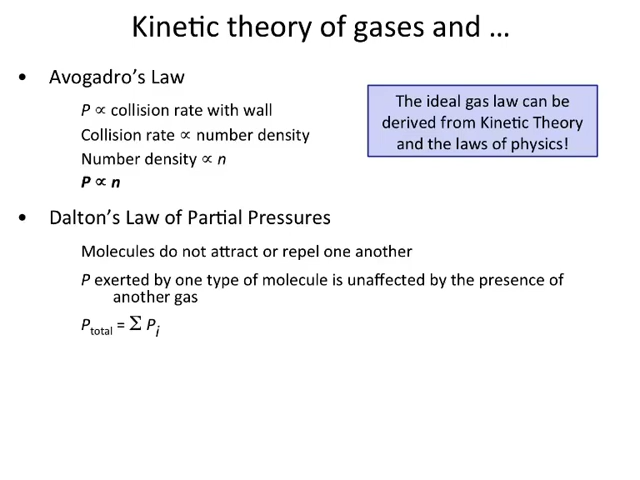 Kinetic theory of gases and …
• Avogadro's Law
P ∝ collision rate with wall
Collision rate ∝ number density
Number density ∝ n
P ∝ n
The ideal gas law can be
derived from Kinetic Theory
and the laws of physics!
• Dalton's Law of Partial Pressures
Molecules do not attract or repel one another
P exerted by one type of molecule is unaffected by the presence of
another gas
Ptotal = Σ Pi